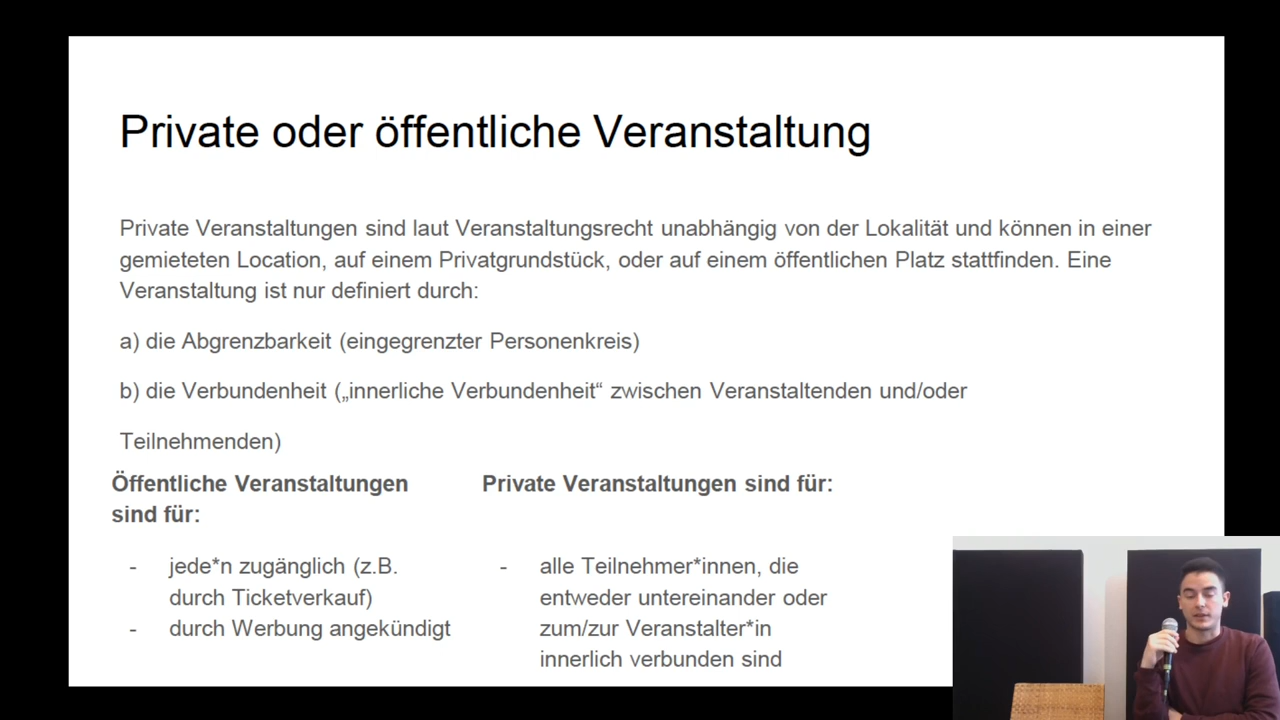 Private oder öffentliche Veranstaltung
Private Veranstaltungen sind laut Veranstaltungsrecht unabhängig von der Lokalität und können in einer
gemieteten Location, auf einem Privatgrundstück, oder auf einem öffentlichen Platz stattfinden. Eine
Veranstaltung ist nur definiert durch:
a) die Abgrenzbarkeit (eingegrenzter Personenkreis)
b) die Verbundenheit („innerliche Verbundenheit“ zwischen Veranstaltenden und/oder
Teilnehmenden)
Öffentliche Veranstaltungen
sind für:
- jede*n zugänglich (z.B.
durch Ticketverkauf)
- durch Werbung angekündigt
Private Veranstaltungen sind für:
- alle Teilnehmer*innen, die
entweder untereinander oder
zum/zur Veranstalter*in
innerlich verbunden sind